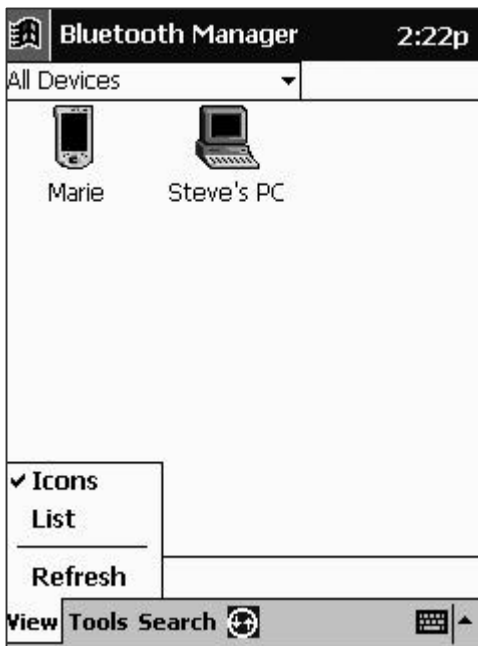 Bluetooth Manager 2:22p
All Devices
Marie Steve's PC
Icons
List
Refresh
View Tools Search